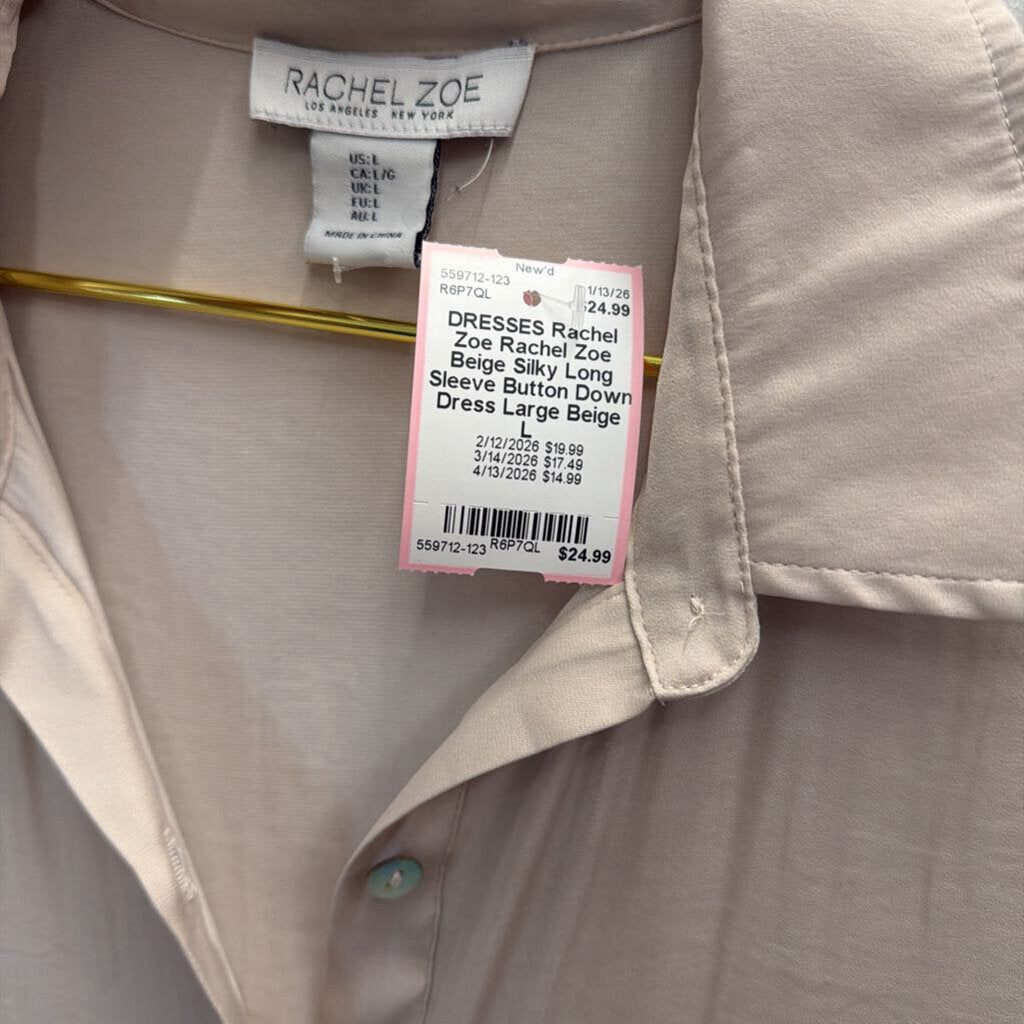 RACHEL ZOE
LOS ANGELES NEW YORK
US: L
CA: L/G
UK: L
EU: L
AU: L
MADE IN CHINA
New'd
559712-123
R6P7QL
1/13/26
$24.99
DRESSES Rachel
Zoe Rachel Zoe
Beige Silky Long
Sleeve Button Down
Dress Large Beige
L
2/12/2026 $19.99
3/14/2026 $17.49
4/13/2026 $14.99
559712-123 R6P7QL $24.99